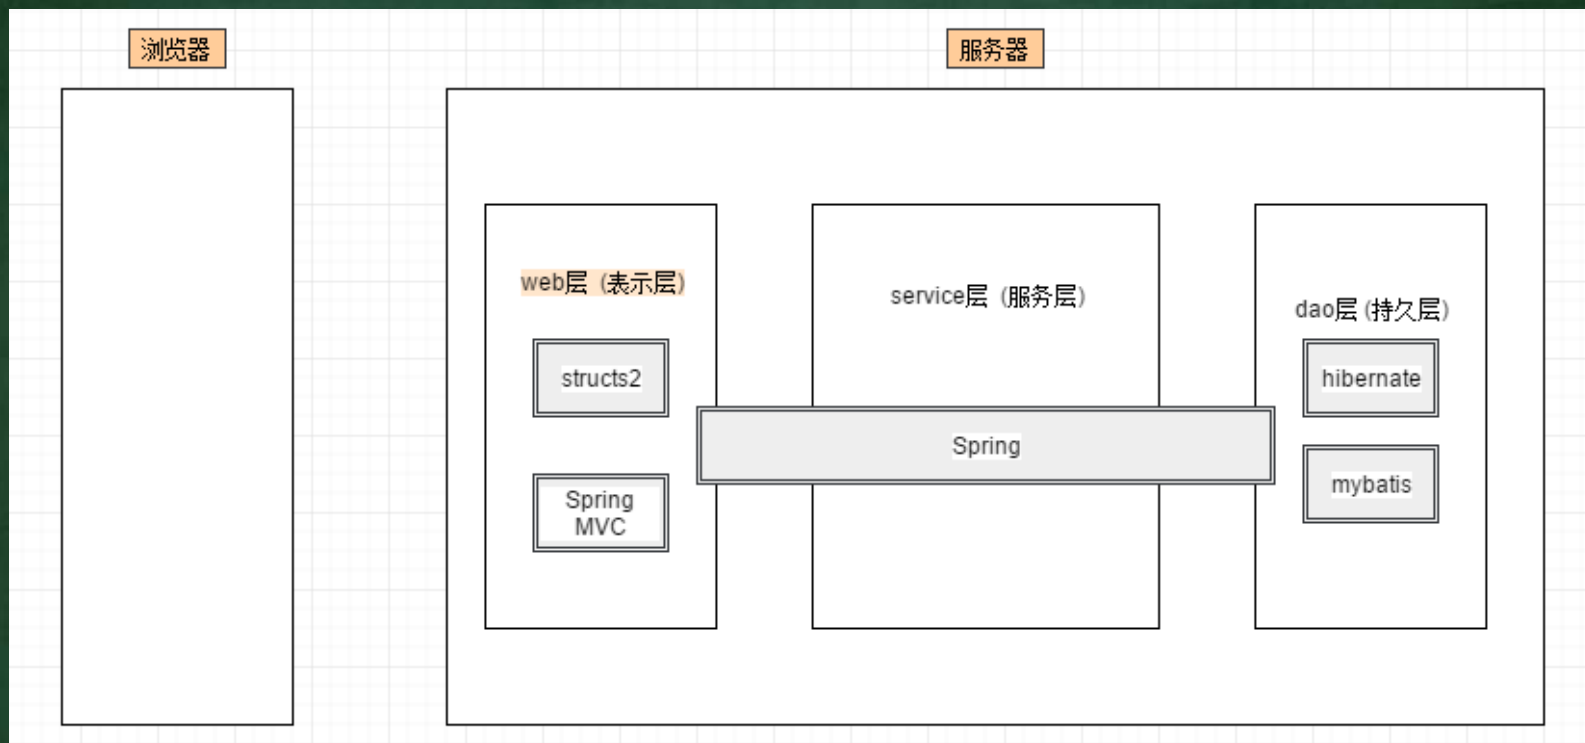 浏览器
服务器
web层（表示层）
service层（服务层）
dao层 (持久层)
structs2
hibernate
Spring
mybatis
Spring
MVC